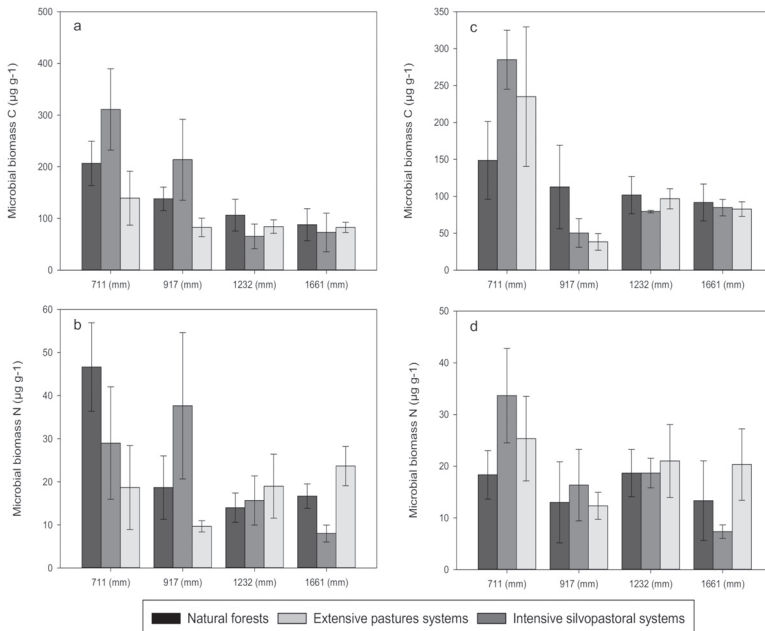 a
Microbial biomass C (µg g-1)
500
400
300
200
100
0
711 (mm)
917 (mm)
1232 (mm)
1661 (mm)
c
Microbial biomass C (µg g-1)
350
300
250
200
150
100
50
0
711 (mm)
917 (mm)
1232 (mm)
1661 (mm)
b
Microbial biomass N (µg g-1)
60
50
40
30
20
10
0
711 (mm)
917 (mm)
1232 (mm)
1661 (mm)
d
Microbial biomass N (µg g-1)
50
40
30
20
10
0
711 (mm)
917 (mm)
1232 (mm)
1661 (mm)
Natural forests
Extensive pastures systems
Intensive silvopastoral systems